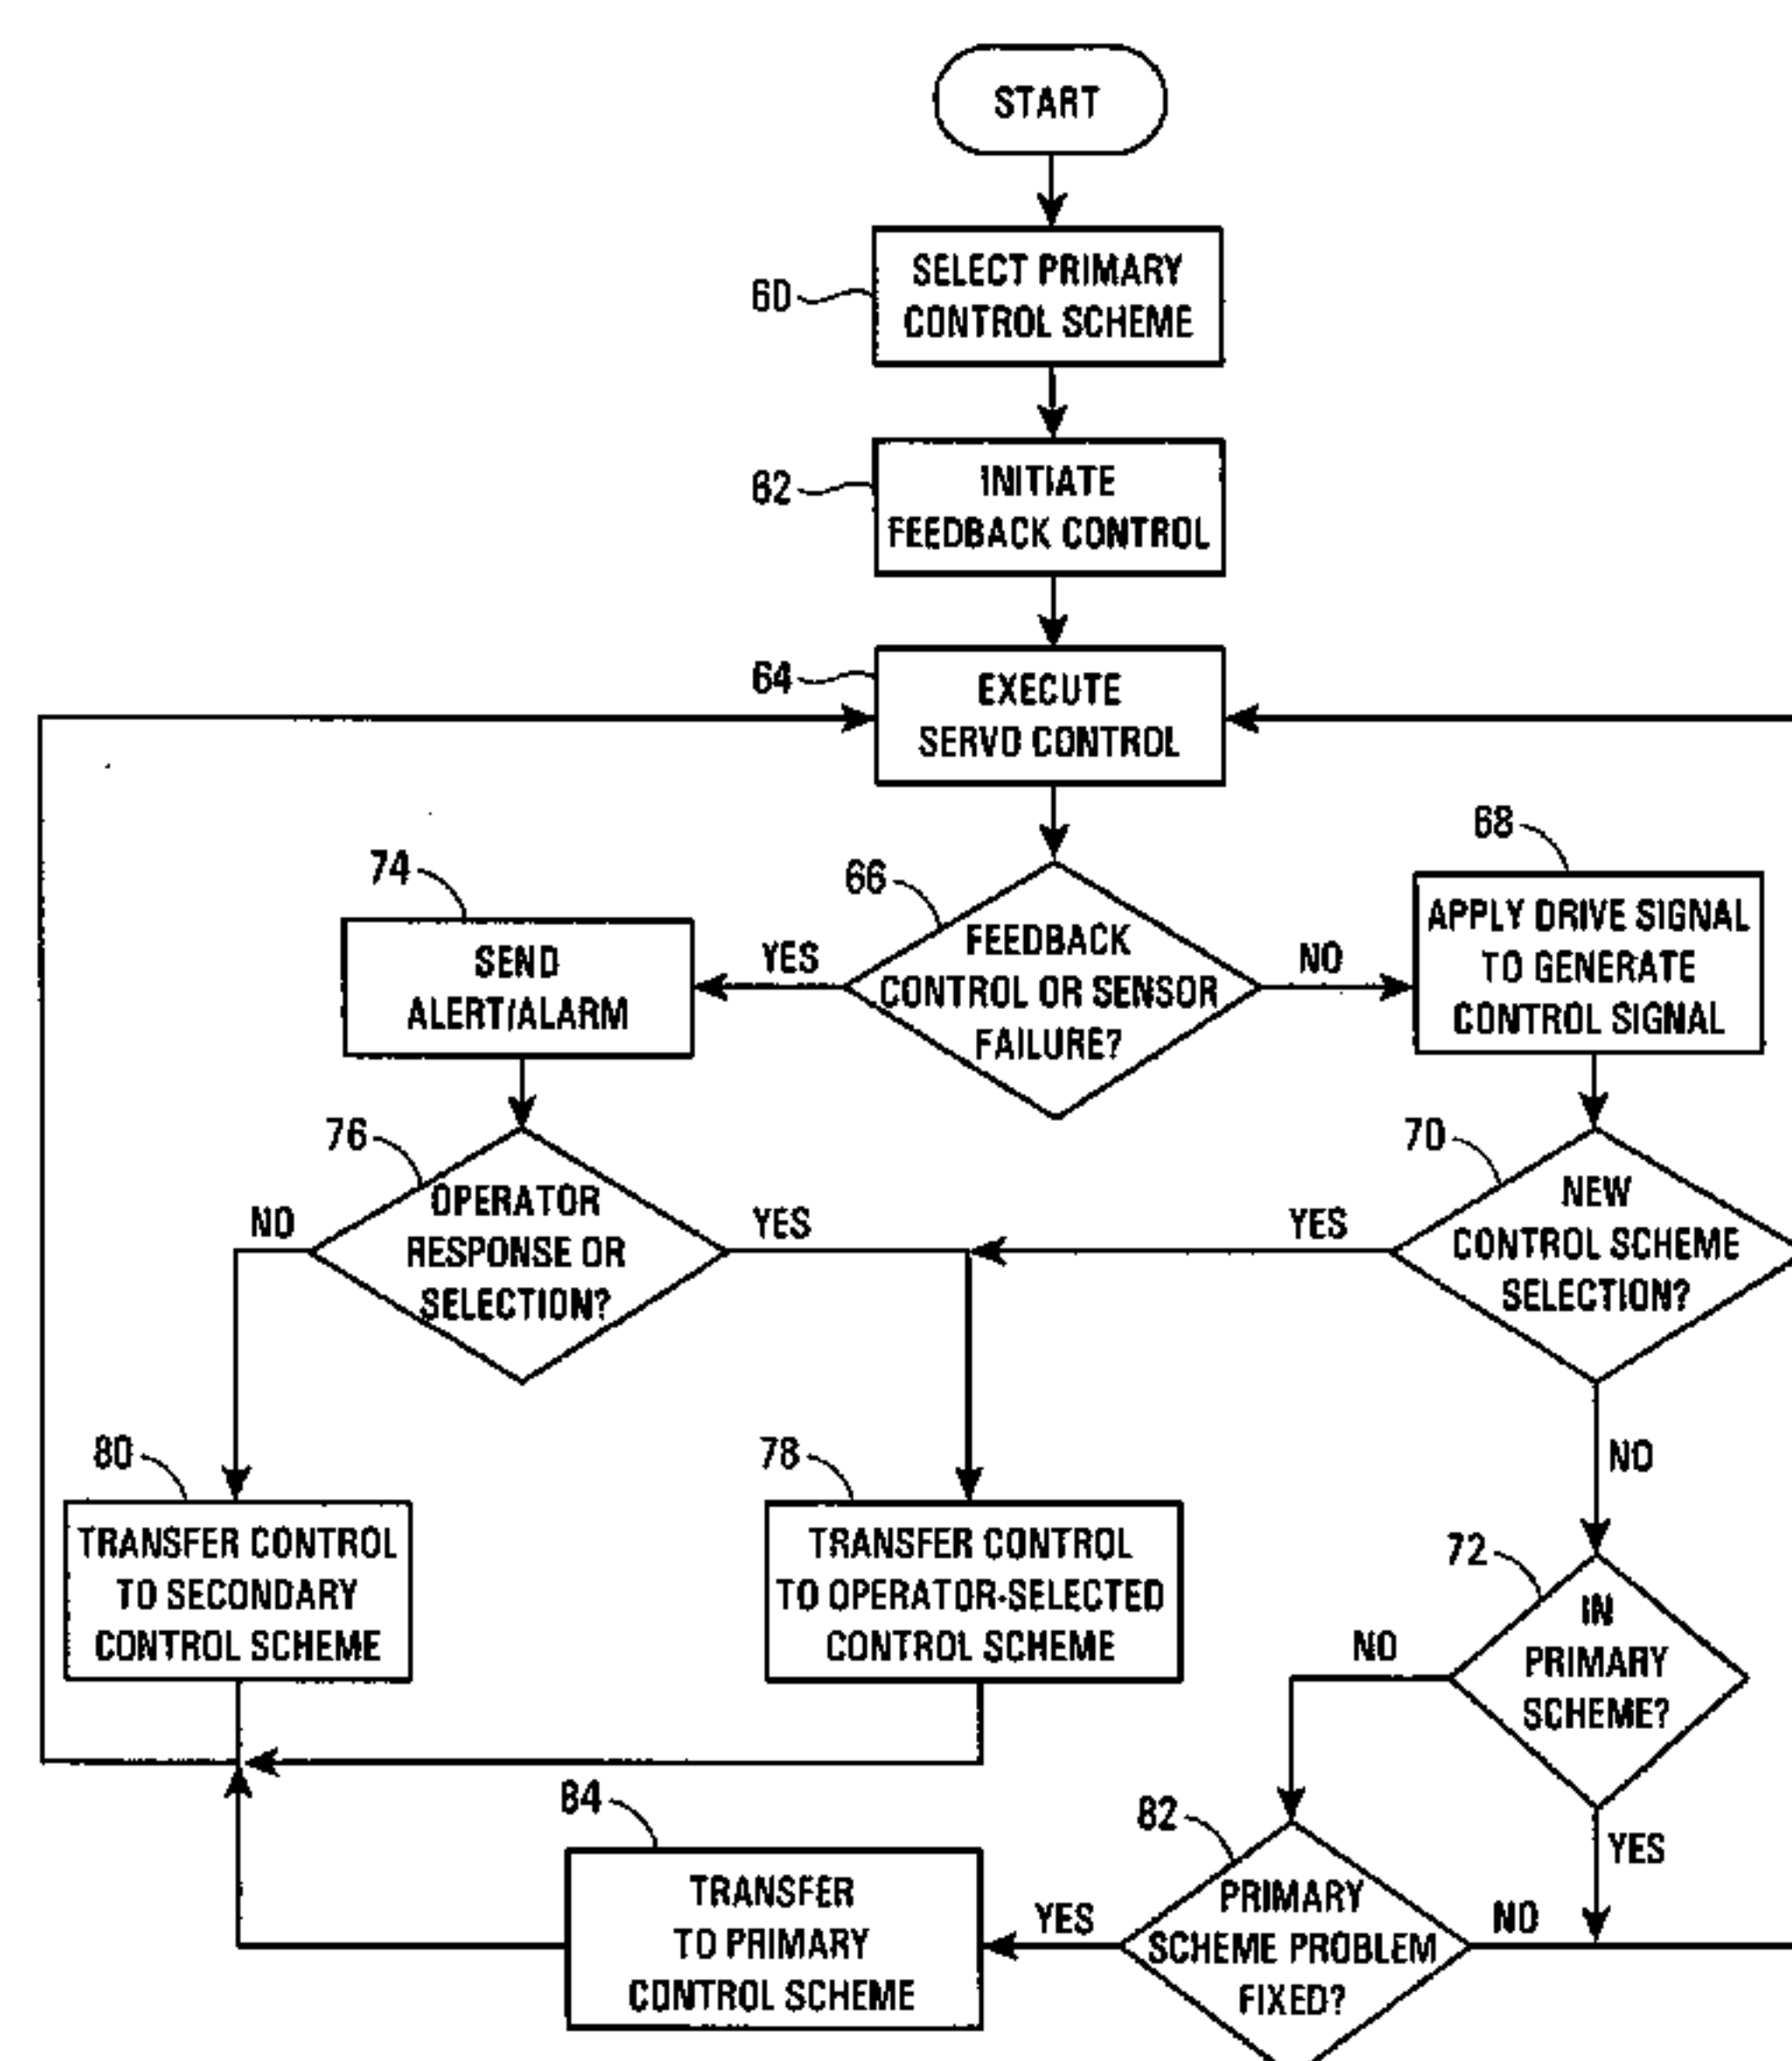 START
60
SELECT PRIMARY
CONTROL SCHEME
62
INITIATE
FEEDBACK CONTROL
64
EXECUTE
SERVO CONTROL
68
74
66
APPLY DRIVE SIGNAL
TO GENERATE
CONTROL SIGNAL
SEND
ALERT/ALARM
YES
FEEDBACK
CONTROL OR SENSOR
FAILURE?
NO
76
70
NO
OPERATOR
RESPONSE OR
SELECTION?
YES
YES
NEW
CONTROL SCHEME
SELECTION?
NO
80
78
72
TRANSFER CONTROL
TO SECONDARY
CONTROL SCHEME
TRANSFER CONTROL
TO OPERATOR-SELECTED
CONTROL SCHEME
NO
IN
PRIMARY
SCHEME?
YES
84
82
TRANSFER
TO PRIMARY
CONTROL SCHEME
YES
PRIMARY
SCHEME PROBLEM
FIXED?
NO